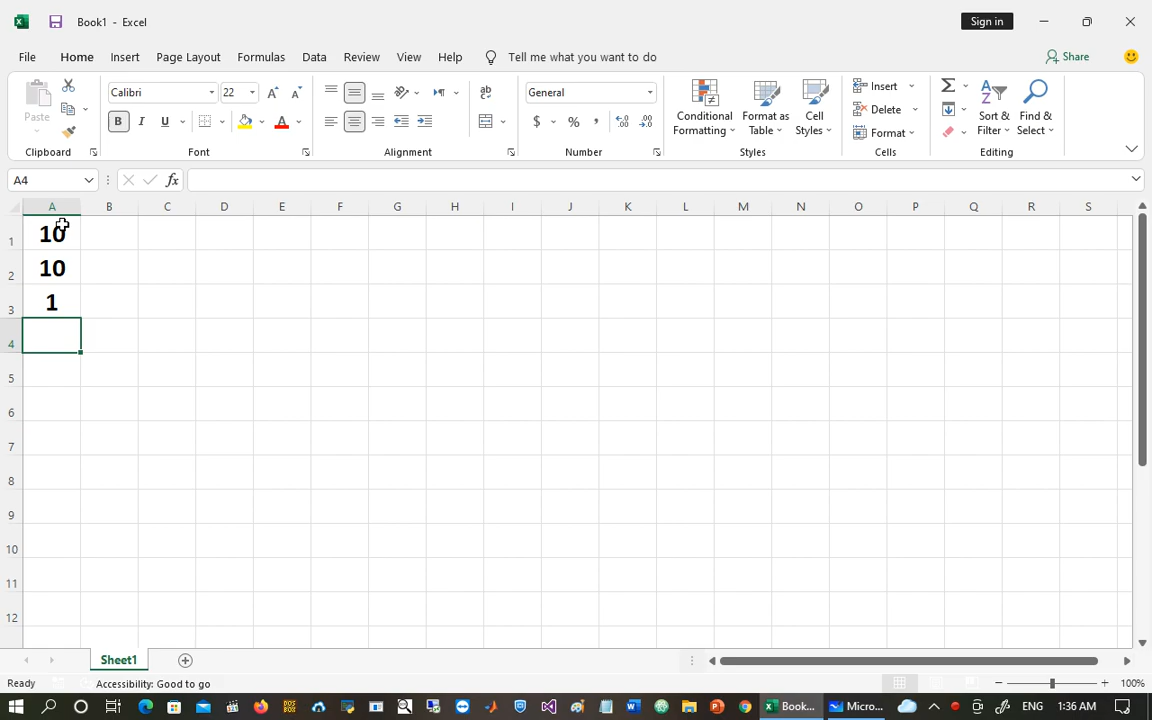 Book1 - Excel
Sign in
File Home Insert Page Layout Formulas Data Review View Help Tell me what you want to do Share
Paste
Calibri 22
B I U
ab
General
$ % ,
Conditional Formatting
Format as Table
Cell Styles
Insert
Delete
Format
Sort & Filter
Find & Select
Clipboard Font Alignment Number Styles Cells Editing
A4 fx
A B C D E F G H I J K L M N O P Q R S
1 10
2 10
3 1
4
5
6
7
8
9
10
11
12
Sheet1
Ready Accessibility: Good to go 100%
Book... Micro... ENG 1:36 AM